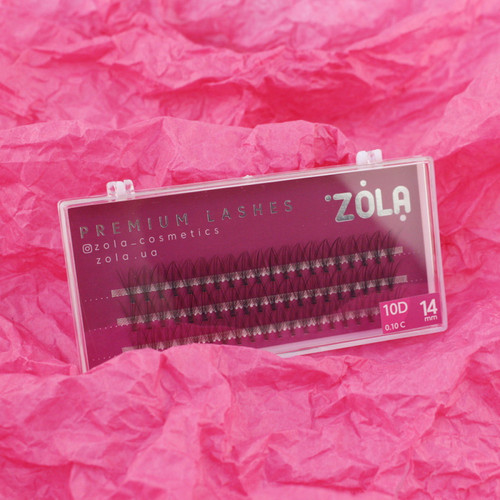 PREMIUM LASHES
ZOLA
@zola_cosmetics
zola.ua
10D
14
0.10 C
mm